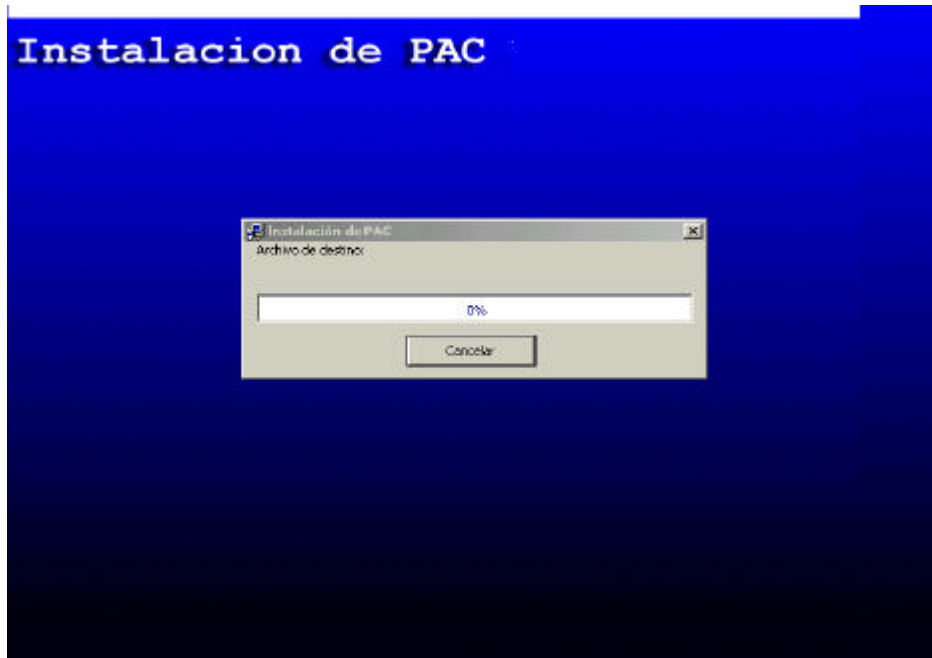 Instalacion de PAC
Instalación de PAC
Archivo de destino:
0%
Cancelar